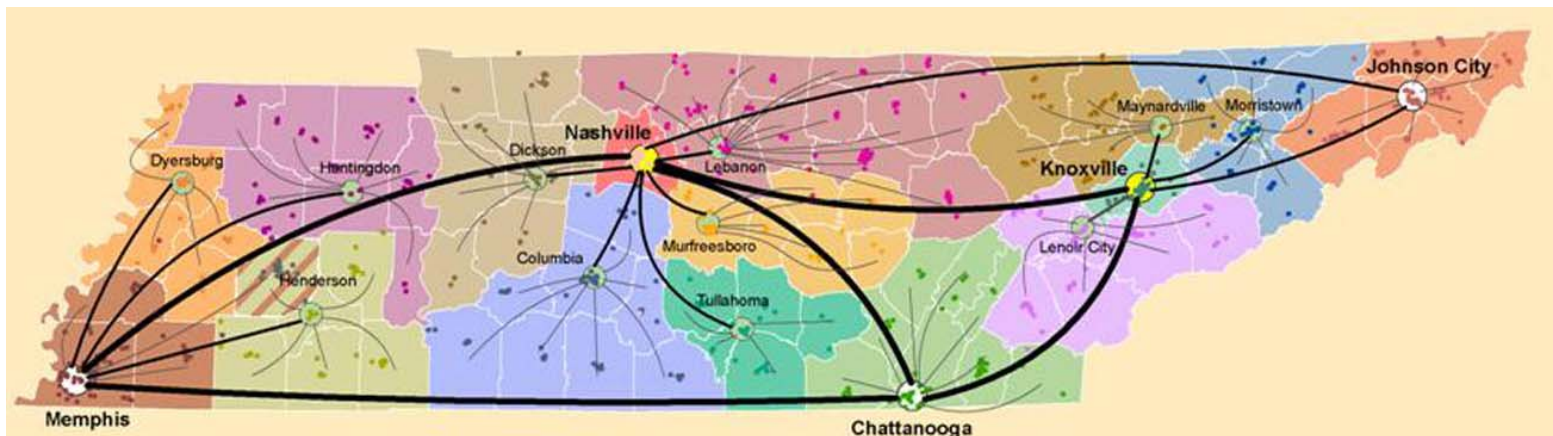 Johnson City
Maynardville
Morristown
Nashville
Dickson
Dyersburg
Huntingdon
Lebanon
Knoxville
Murfreesboro
Lenoir City
Columbia
Henderson
Tullahoma
Memphis
Chattanooga